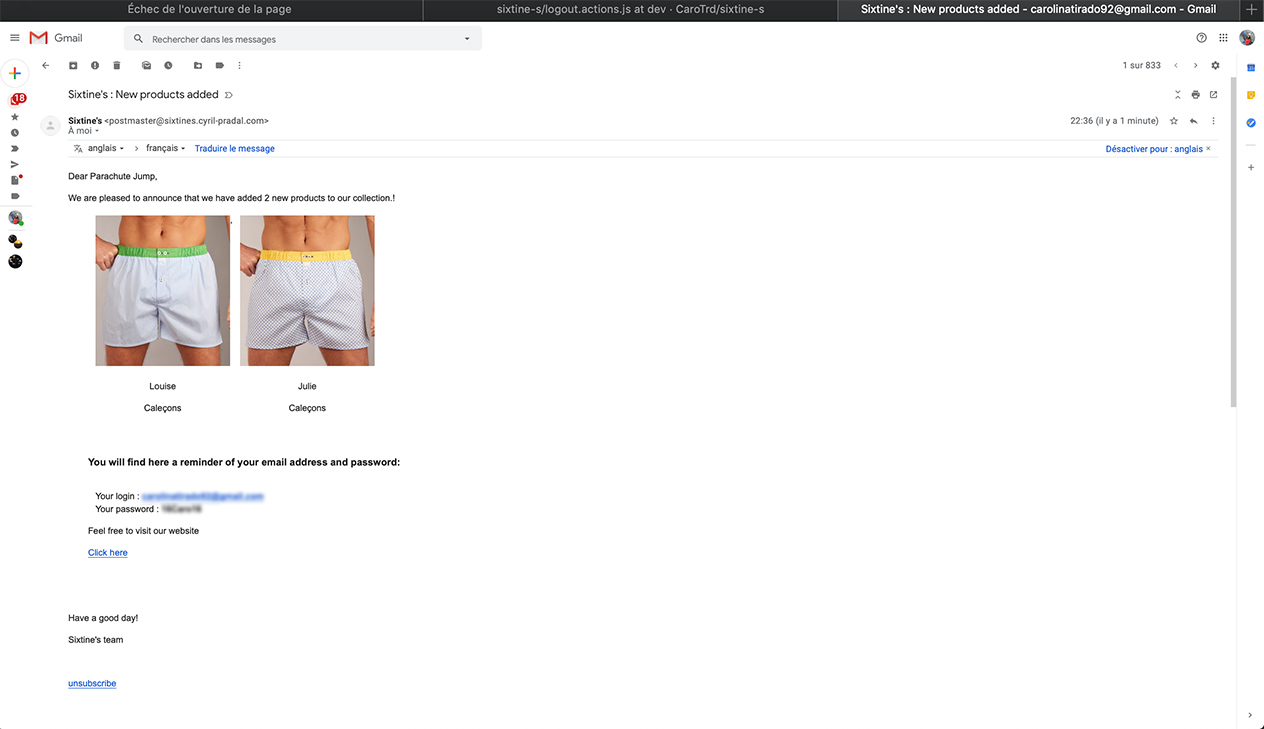 Échec de l'ouverture de la page
sixtine-s/logout.actions.js at dev · CaroTrd/sixtine-s
Sixtine's : New products added - carolinatirado92@gmail.com - Gmail
Gmail
Rechercher dans les messages
1 sur 833
18
Sixtine's : New products added
Sixtine's <postmaster@sixtines.cyril-pradal.com>
22:36 (il y a 1 minute)
À moi
anglais > français Traduire le message
Désactiver pour : anglais ×
Dear Parachute Jump,
We are pleased to announce that we have added 2 new products to our collection.!
Louise Julie
Caleçons Caleçons
You will find here a reminder of your email address and password:
Your login :
Your password :
Feel free to visit our website
Click here
Have a good day!
Sixtine's team
unsubscribe